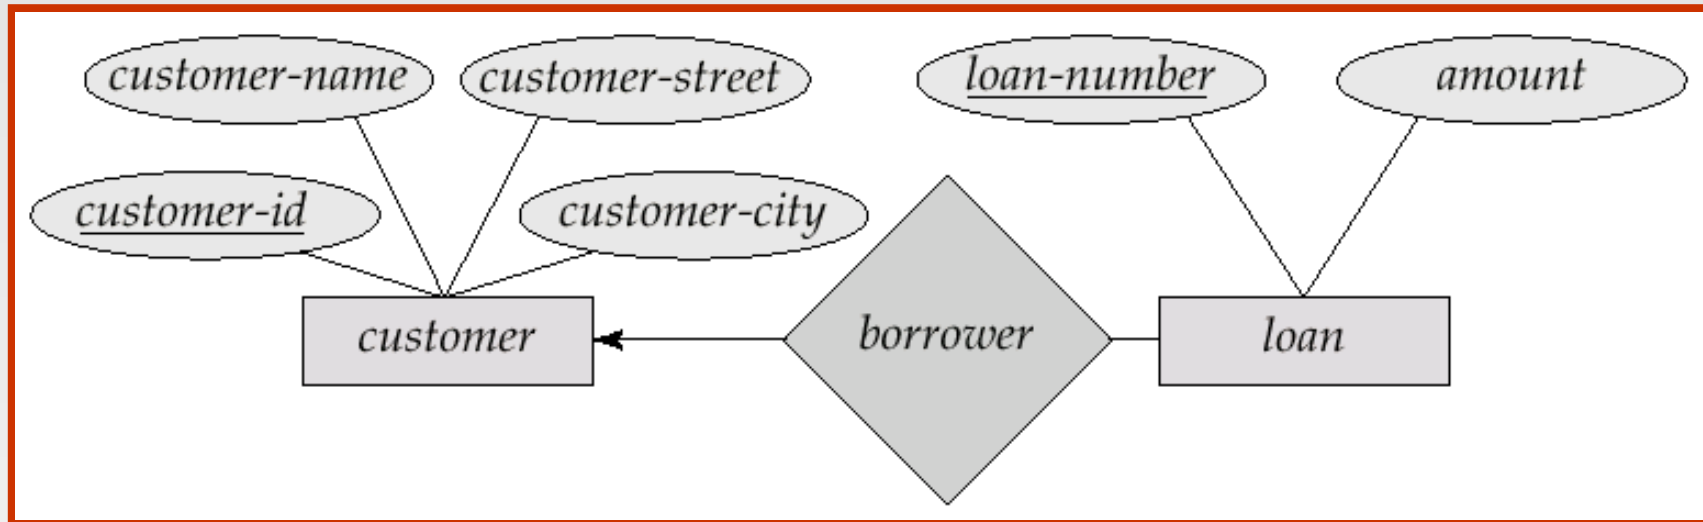 customer-name
customer-street
loan-number
amount
customer-id
customer-city
customer
borrower
loan